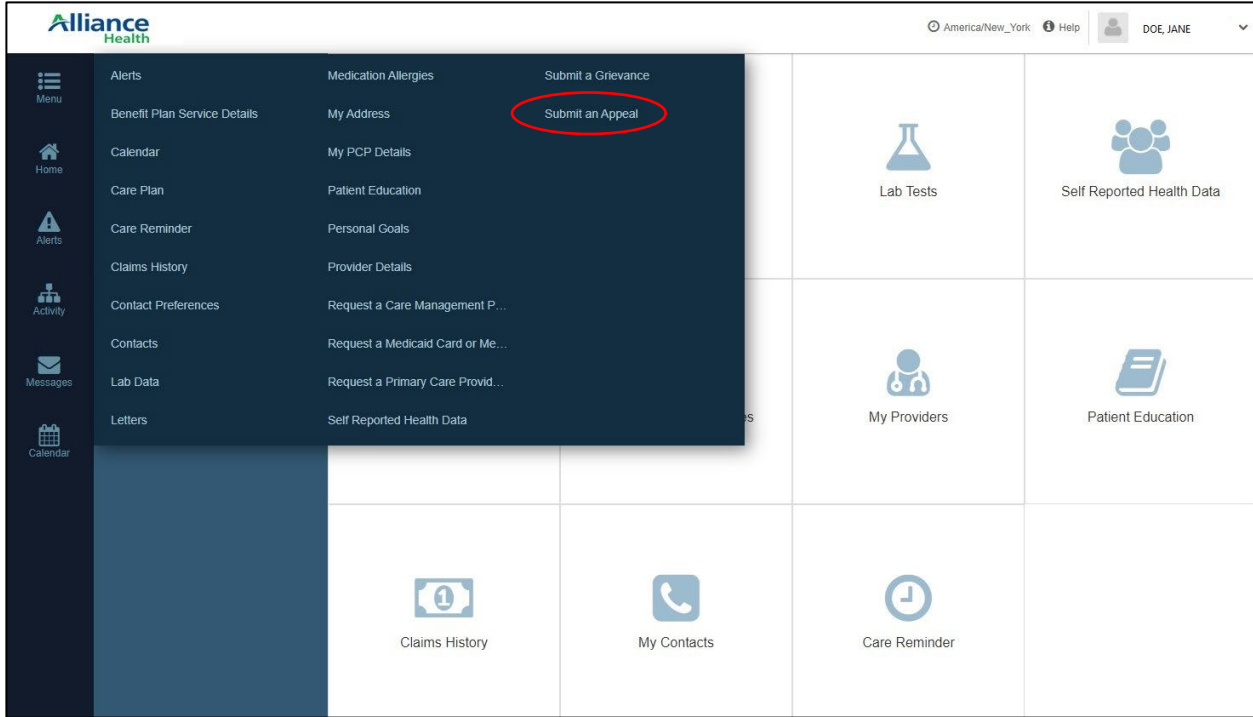 Alliance
Health
America/New_York Help DOE, JANE
Menu
Home
Alerts
Activity
Messages
Calendar
Alerts
Benefit Plan Service Details
Calendar
Care Plan
Care Reminder
Claims History
Contact Preferences
Contacts
Lab Data
Letters
Medication Allergies
My Address
My PCP Details
Patient Education
Personal Goals
Provider Details
Request a Care Management P...
Request a Medicaid Card or Me...
Request a Primary Care Provid...
Self Reported Health Data
Submit a Grievance
Submit an Appeal
Lab Tests
Self Reported Health Data
My Providers
Patient Education
1
Claims History
My Contacts
Care Reminder